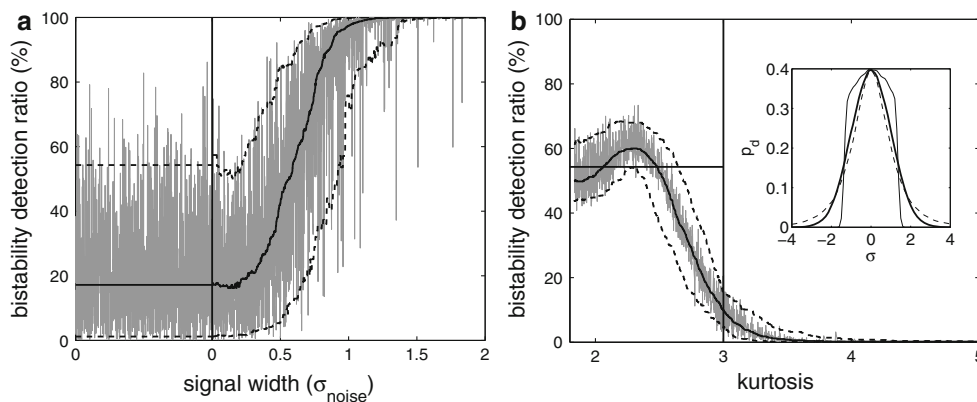 a
bistability detection ratio (%)
100
80
60
40
20
0
0 0 0.5 1 1.5 2
signal width (σnoise)
b
bistability detection ratio (%)
100
80
60
40
20
0
2 3 4 5
kurtosis
pd
0.4
0.3
0.2
0.1
0
−4 −2 0 2 4
σ